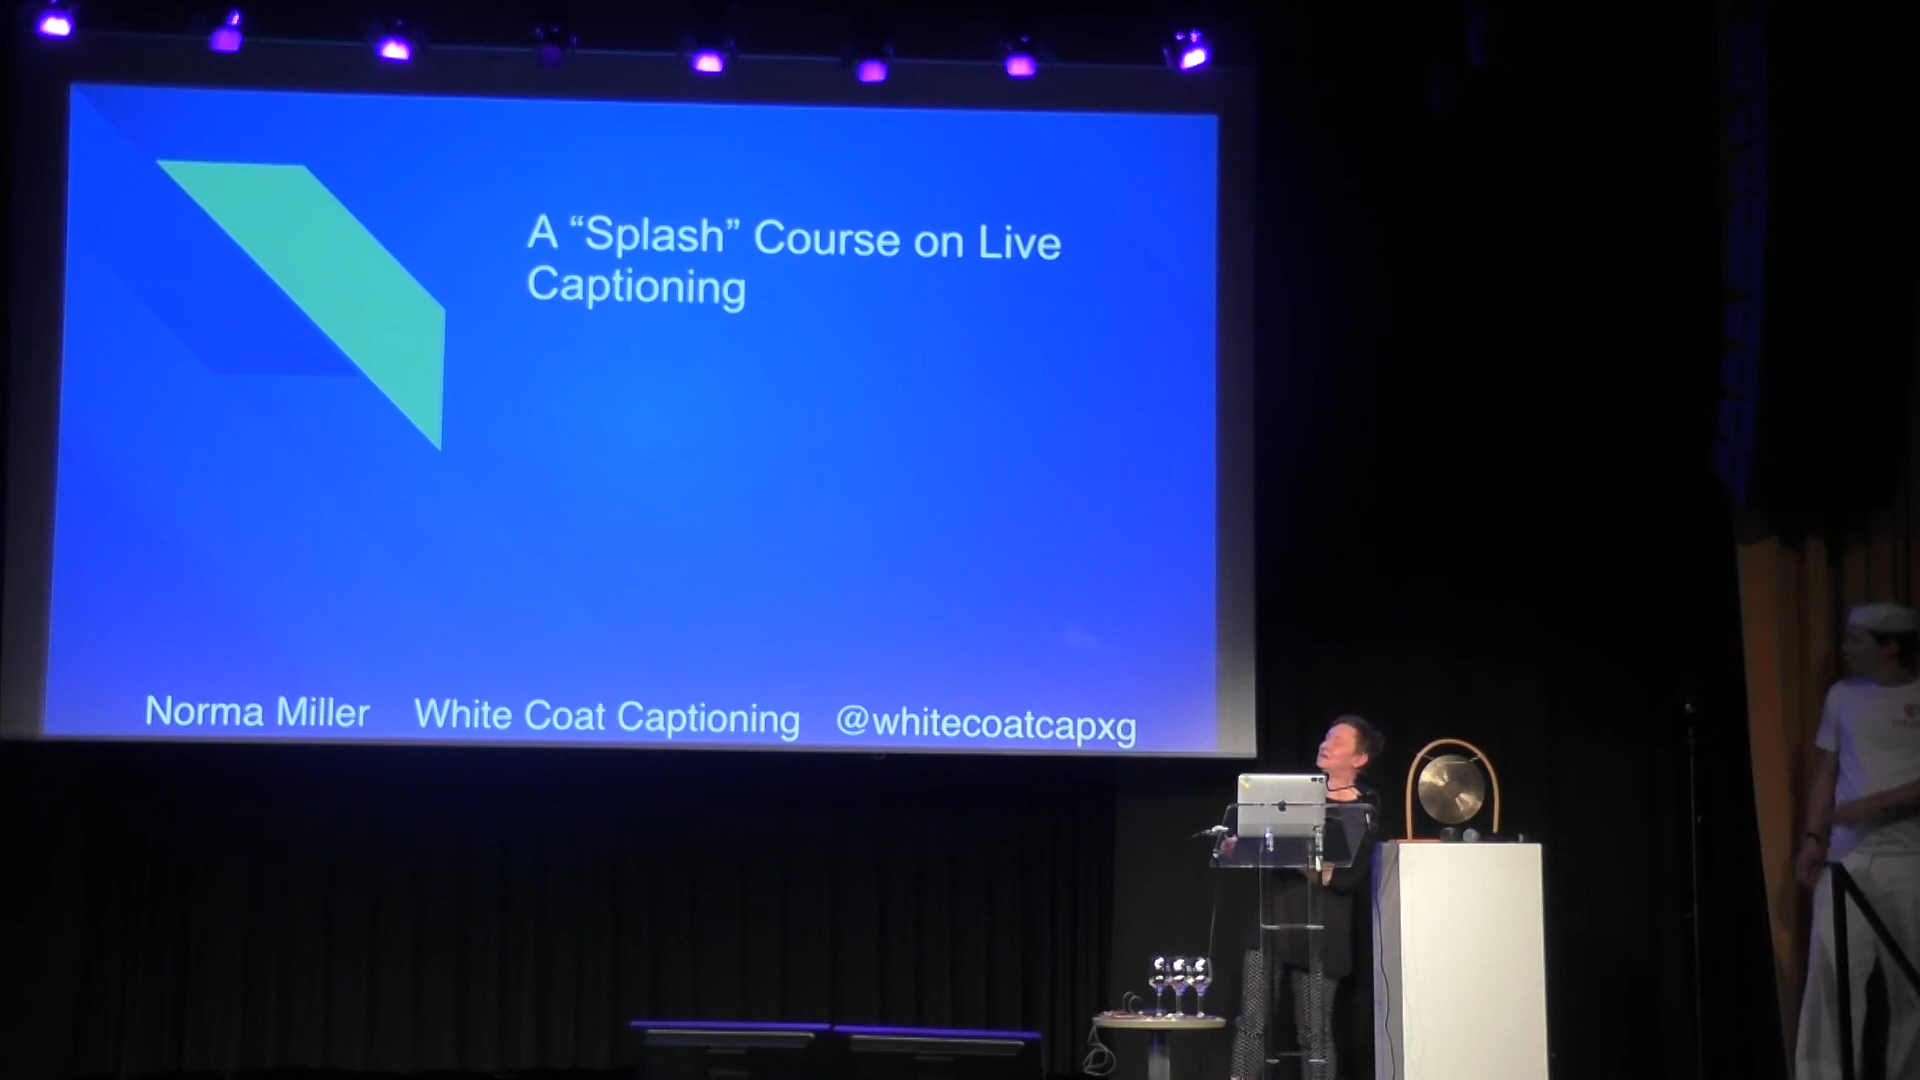 A “Splash” Course on Live
Captioning
Norma Miller White Coat Captioning @whitecoatcapxg